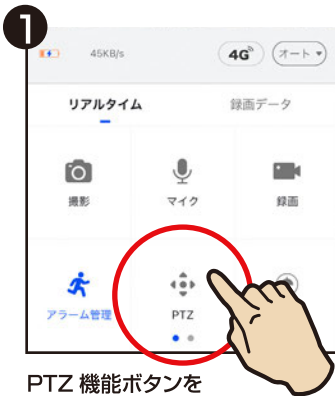 1
45KB/s 4G オート
リアルタイム 録画データ
撮影 マイク 録画
アラーム管理 PTZ
PTZ 機能ボタンを